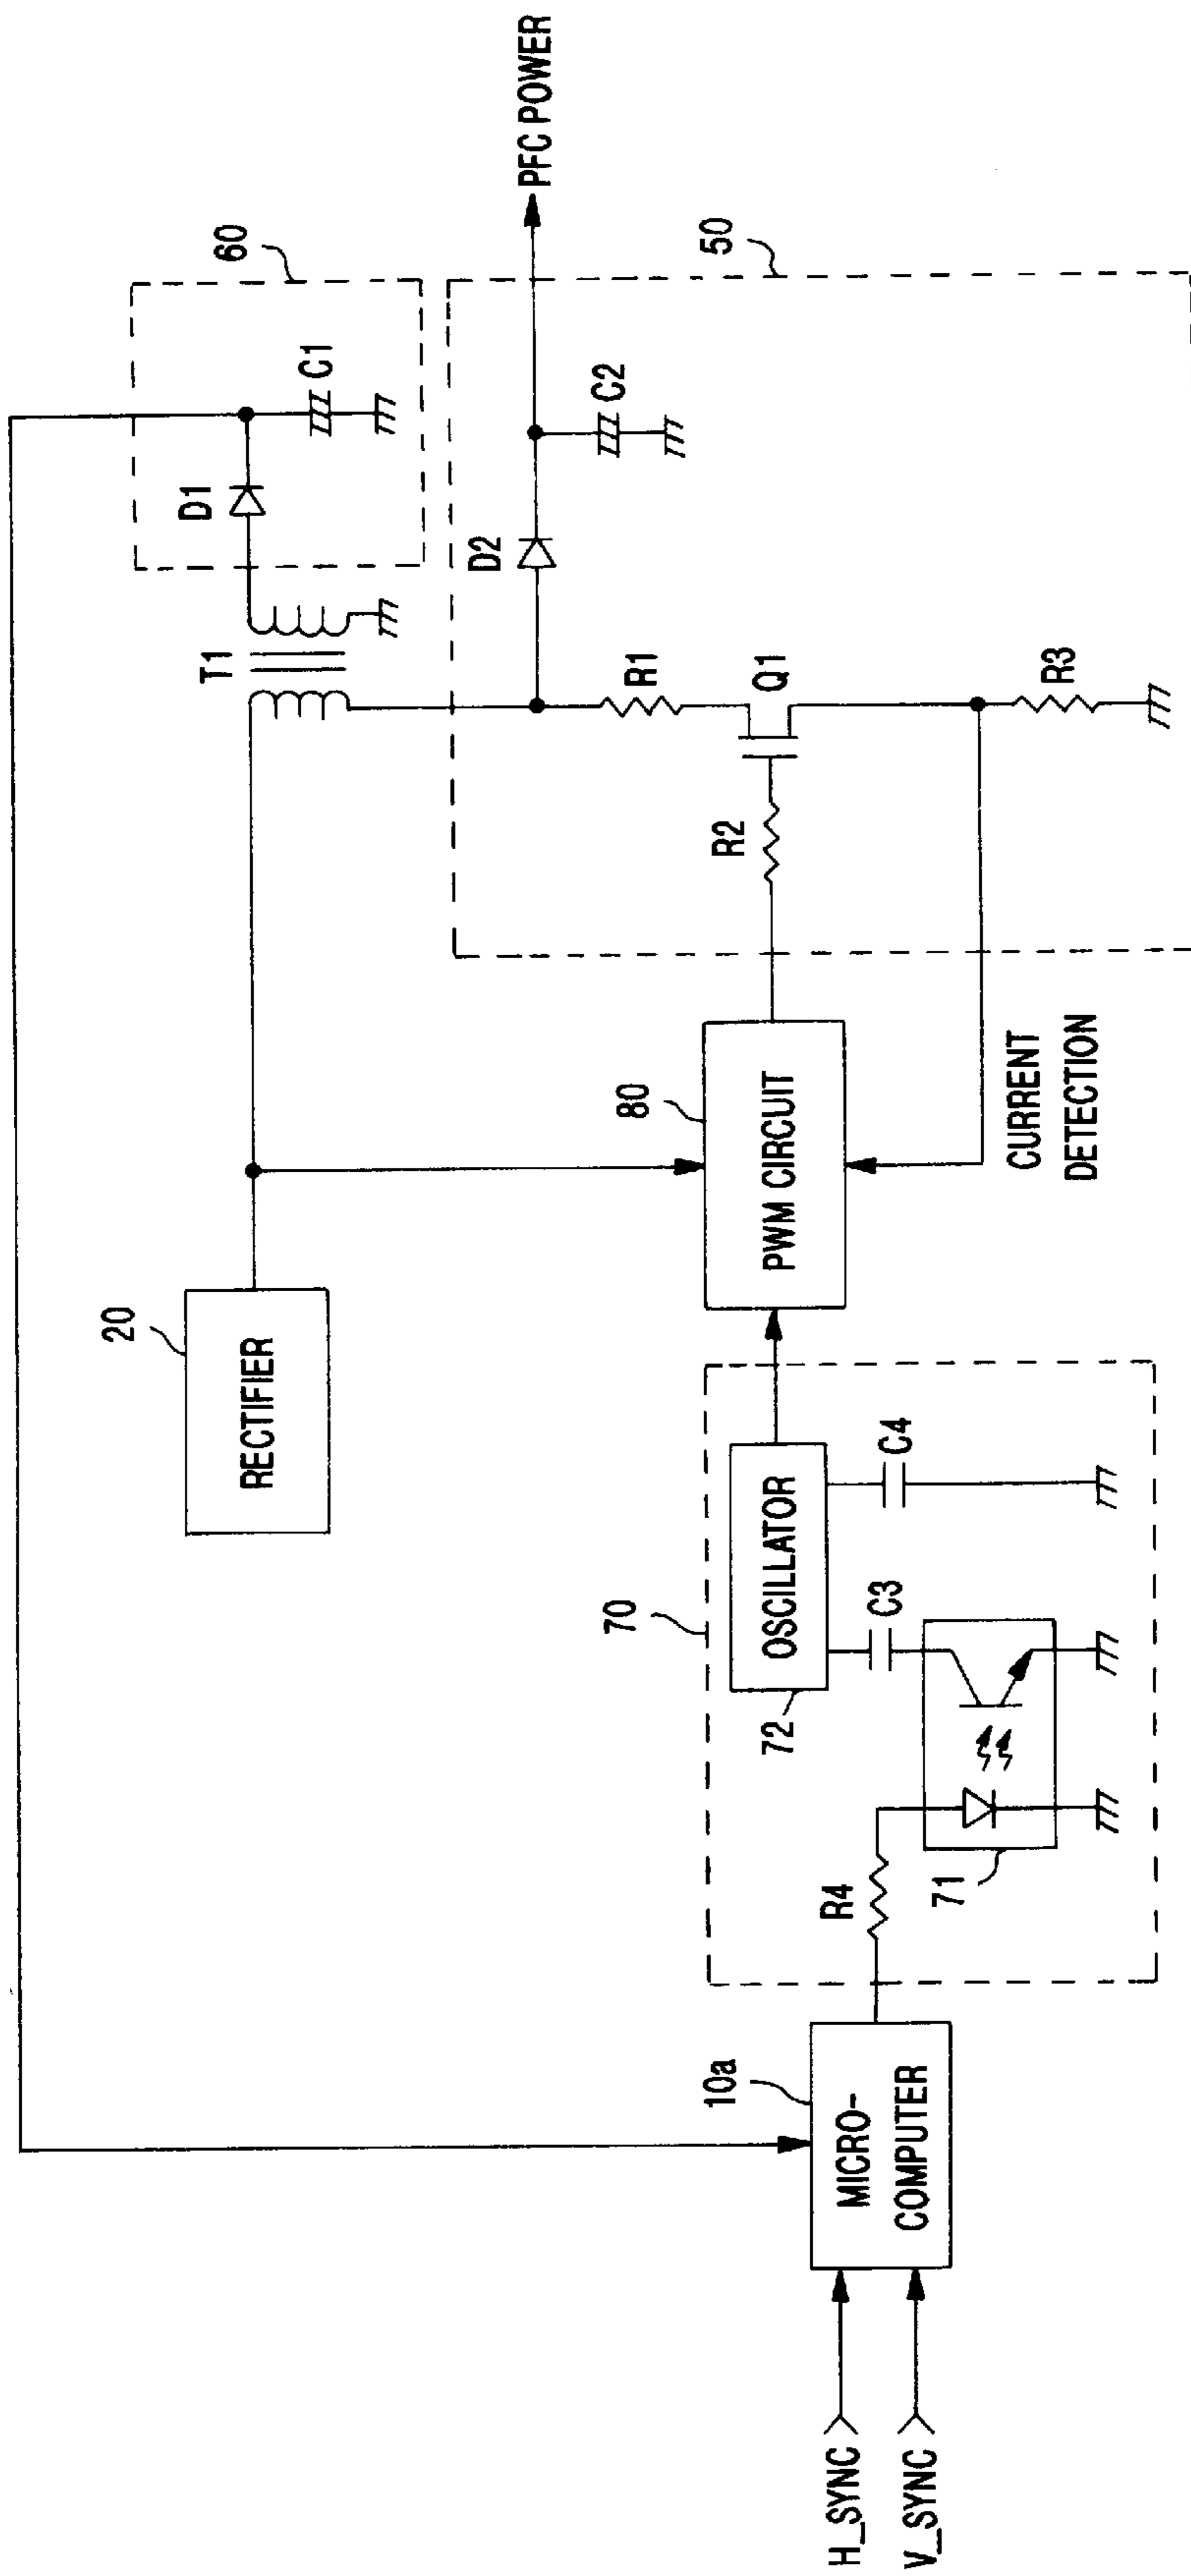 60
PFC POWER
D1
C1
T1
50
D2
C2
20
RECTIFIER
R1
Q1
R2
R3
80
PWM CIRCUIT
CURRENT
DETECTION
70
OSCILLATOR
72
C3
C4
R4
71
10a
MICRO-
COMPUTER
H_SYNC
V_SYNC